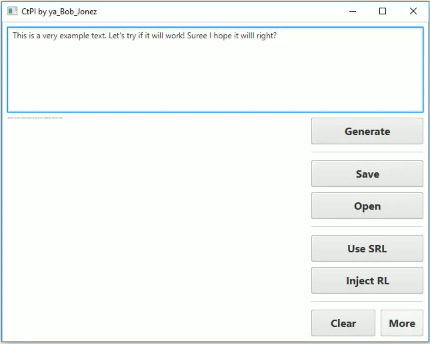 CtPI by ya_Bob_Jonez
This is a very example text. Let's try if it will work! Suree I hope it willl right?
Generate
Save
Open
Use SRL
Inject RL
Clear
More